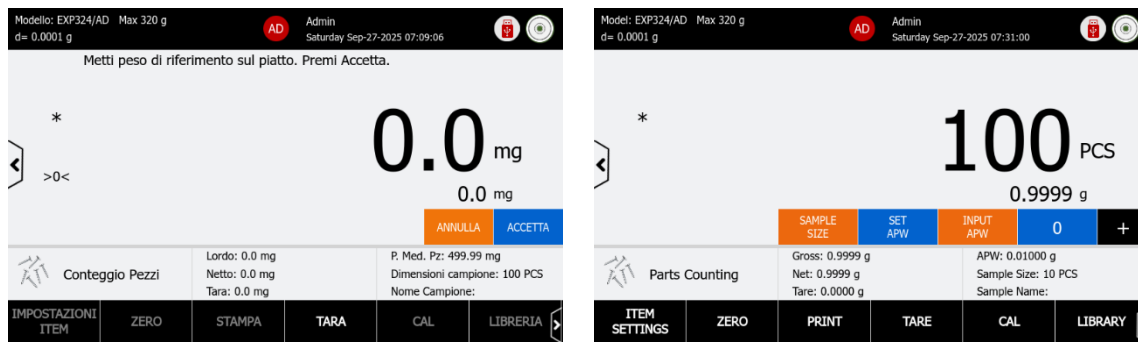 Modello: EXP324/AD Max 320 g
d= 0.0001 g
AD
Admin
Saturday Sep-27-2025 07:09:06
Metti peso di riferimento sul piatto. Premi Accetta.
*
0.0 mg
>0<
0.0 mg
ANNULLA
ACCETTA
Conteggio Pezzi
Lordo: 0.0 mg
Netto: 0.0 mg
Tara: 0.0 mg
P. Med. Pz: 499.99 mg
Dimensioni campione: 100 PCS
Nome Campione:
IMPOSTAZIONI
ITEM
ZERO
STAMPA
TARA
CAL
LIBRERIA
Model: EXP324/AD Max 320 g
d= 0.0001 g
AD
Admin
Saturday Sep-27-2025 07:31:00
*
100 PCS
0.9999 g
SAMPLE
SIZE
SET
APW
INPUT
APW
0
+
Parts Counting
Gross: 0.9999 g
Net: 0.9999 g
Tare: 0.0000 g
APW: 0.01000 g
Sample Size: 10 PCS
Sample Name:
ITEM
SETTINGS
ZERO
PRINT
TARE
CAL
LIBRARY